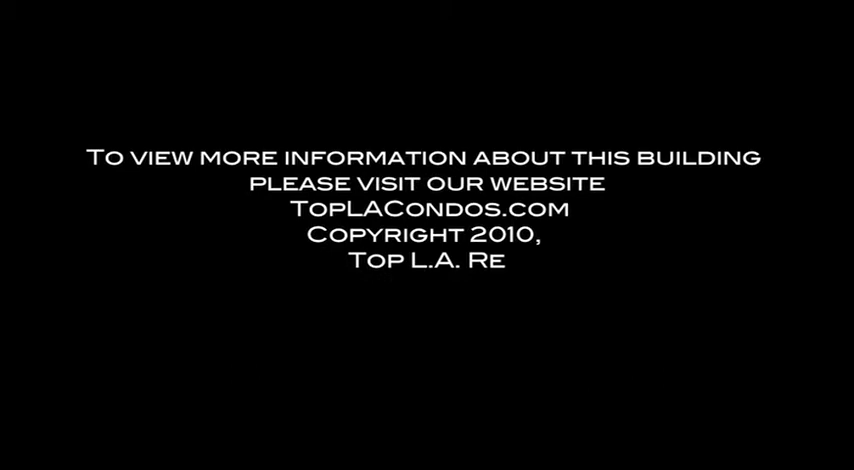 To view more information about this building
please visit our website
TopLACondos.com
Copyright 2010,
Top L.A. Re